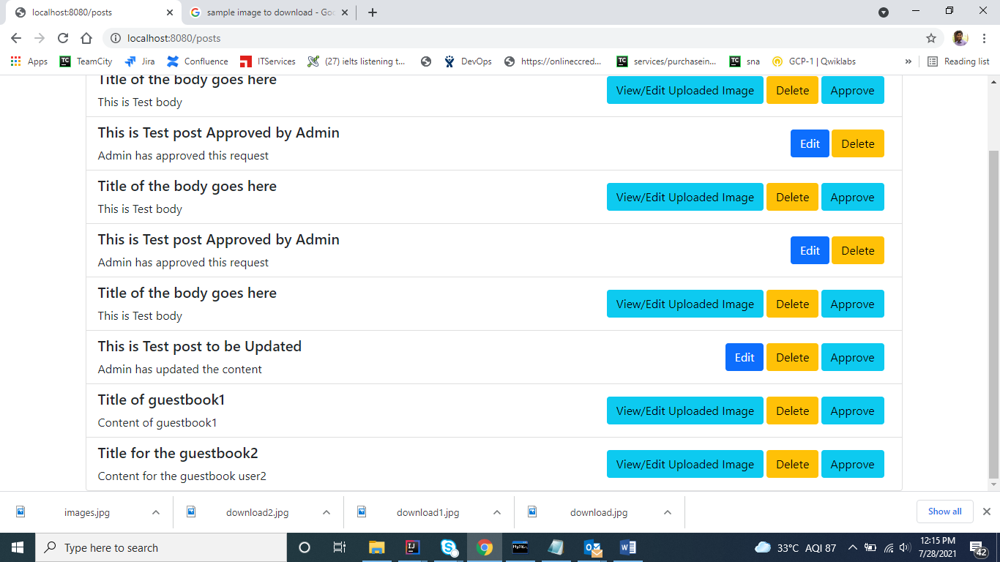 localhost:8080/posts
sample image to download - Goo
localhost:8080/posts
Apps TeamCity Jira Confluence ITServices (27) ielts listening t... DevOps https://onlineccred... services/purchasein... sna GCP-1 | Qwiklabs » Reading list
Title of the body goes here
This is Test body
View/Edit Uploaded Image Delete Approve
This is Test post Approved by Admin
Admin has approved this request
Edit Delete
Title of the body goes here
This is Test body
View/Edit Uploaded Image Delete Approve
This is Test post Approved by Admin
Admin has approved this request
Edit Delete
Title of the body goes here
This is Test body
View/Edit Uploaded Image Delete Approve
This is Test post to be Updated
Admin has updated the content
Edit Delete Approve
Title of guestbook1
Content of guestbook1
View/Edit Uploaded Image Delete Approve
Title for the guestbook2
Content for the guestbook user2
View/Edit Uploaded Image Delete Approve
images.jpg download2.jpg download1.jpg download.jpg Show all
Type here to search
33°C AQI 87
12:15 PM
7/28/2021
42